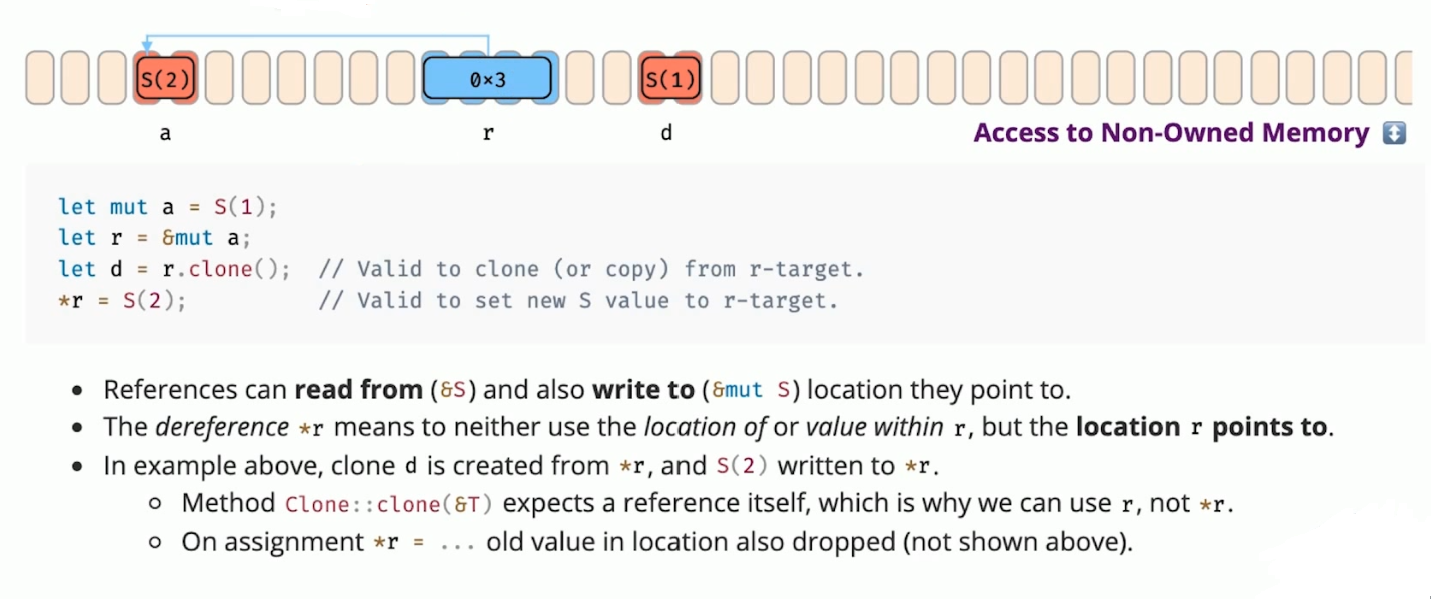 S(2) 0×3 S(1)
a r d
Access to Non-Owned Memory ↕
let mut a = S(1);
let r = &mut a;
let d = r.clone();  // Valid to clone (or copy) from r-target.
*r = S(2);          // Valid to set new S value to r-target.
• References can read from (&S) and also write to (&mut S) location they point to.
• The dereference *r means to neither use the location of or value within r, but the location r points to.
• In example above, clone d is created from *r, and S(2) written to *r.
◦ Method Clone::clone(&T) expects a reference itself, which is why we can use r, not *r.
◦ On assignment *r = ... old value in location also dropped (not shown above).